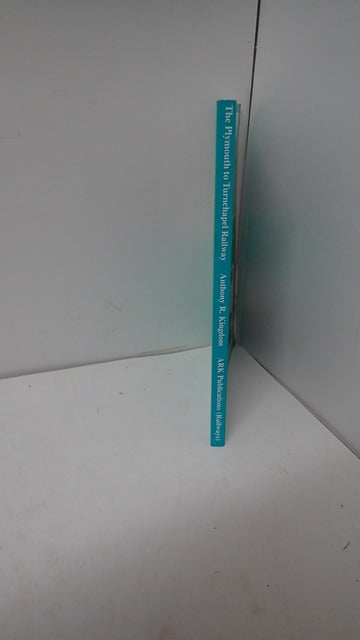 The Plymouth to Turnchapel Railway Anthony R. Kingdom ARK Publications (Railways)